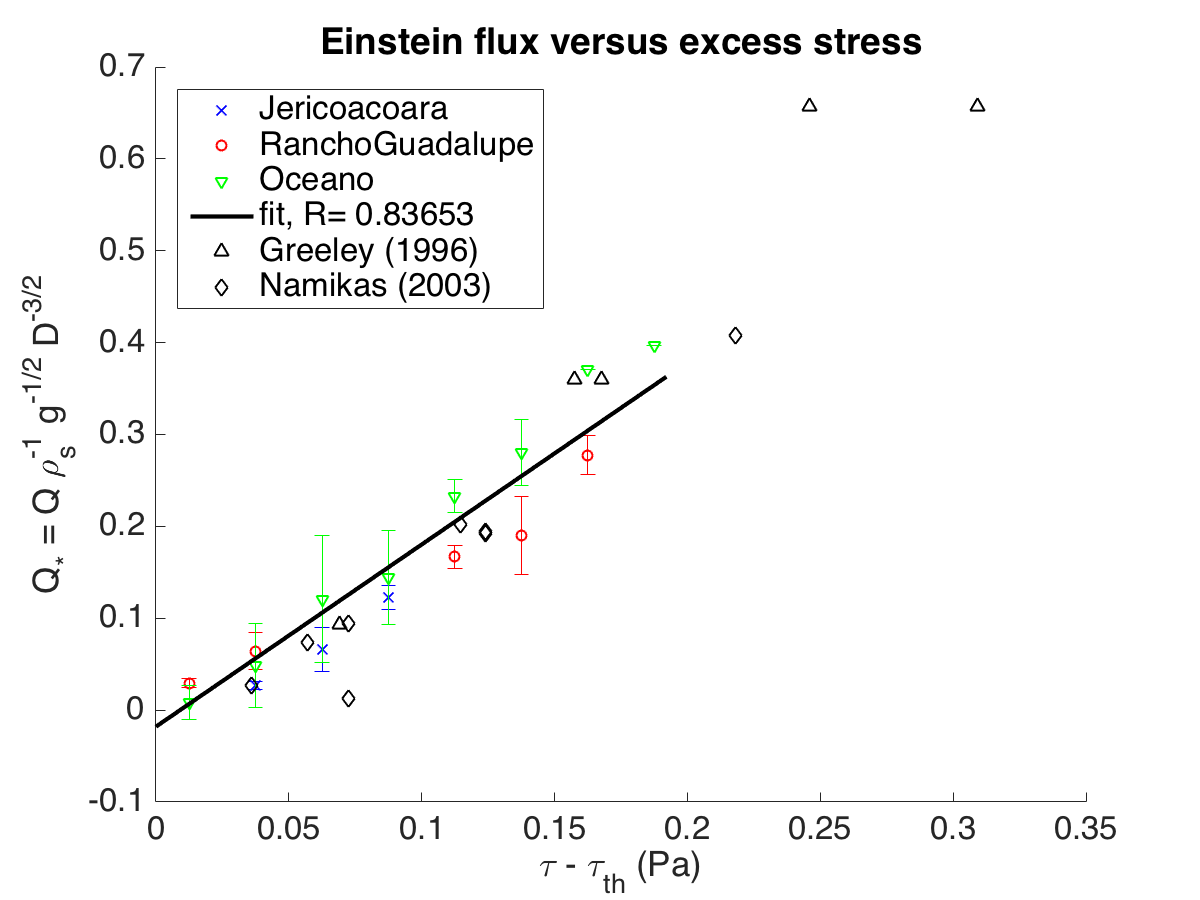 Einstein flux versus excess stress
0.7
0.6
0.5
0.4
0.3
0.2
0.1
0
-0.1
Jericoacoara
RanchoGuadalupe
Oceano
fit, R= 0.83653
Greeley (1996)
Namikas (2003)
Q* = Q ρs^-1 g^-1/2 D^-3/2
0 0.05 0.1 0.15 0.2 0.25 0.3 0.35
τ - τth (Pa)